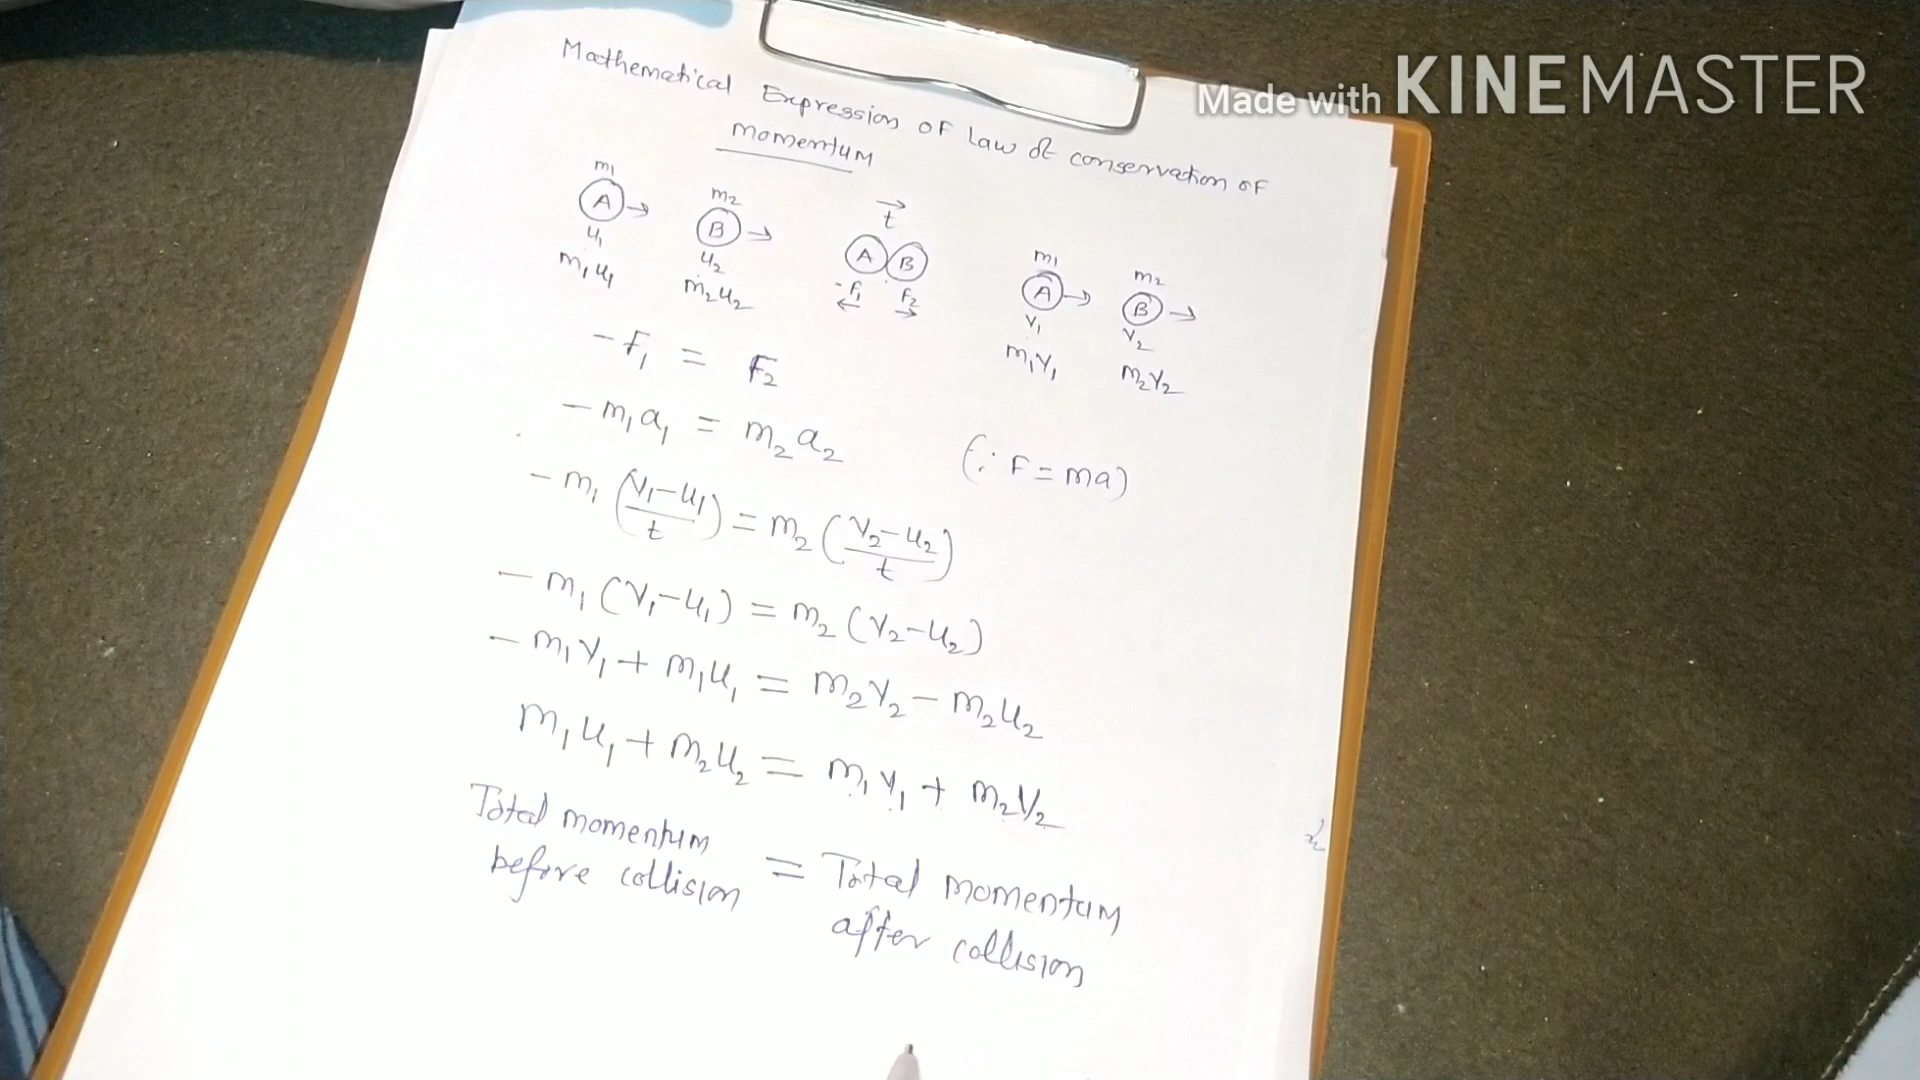 Made with KINEMASTER
Mathematical Expression of Law of conservation of
momentum
m₁ m₂ t m₁ m₂
A B A B A B
u₁ u₂ -F₁ F₂ v₁ v₂
m₁u₁ m₂u₂ m₁v₁ m₂v₂
-F₁ = F₂
-m₁a₁ = m₂a₂ (∵ F = ma)
-m₁ ((v₁-u₁)/t) = m₂ ((v₂-u₂)/t)
-m₁(v₁-u₁) = m₂(v₂-u₂)
-m₁v₁ + m₁u₁ = m₂v₂ - m₂u₂
m₁u₁ + m₂u₂ = m₁v₁ + m₂v₂
Total momentum
before collision = Total momentum
after collision